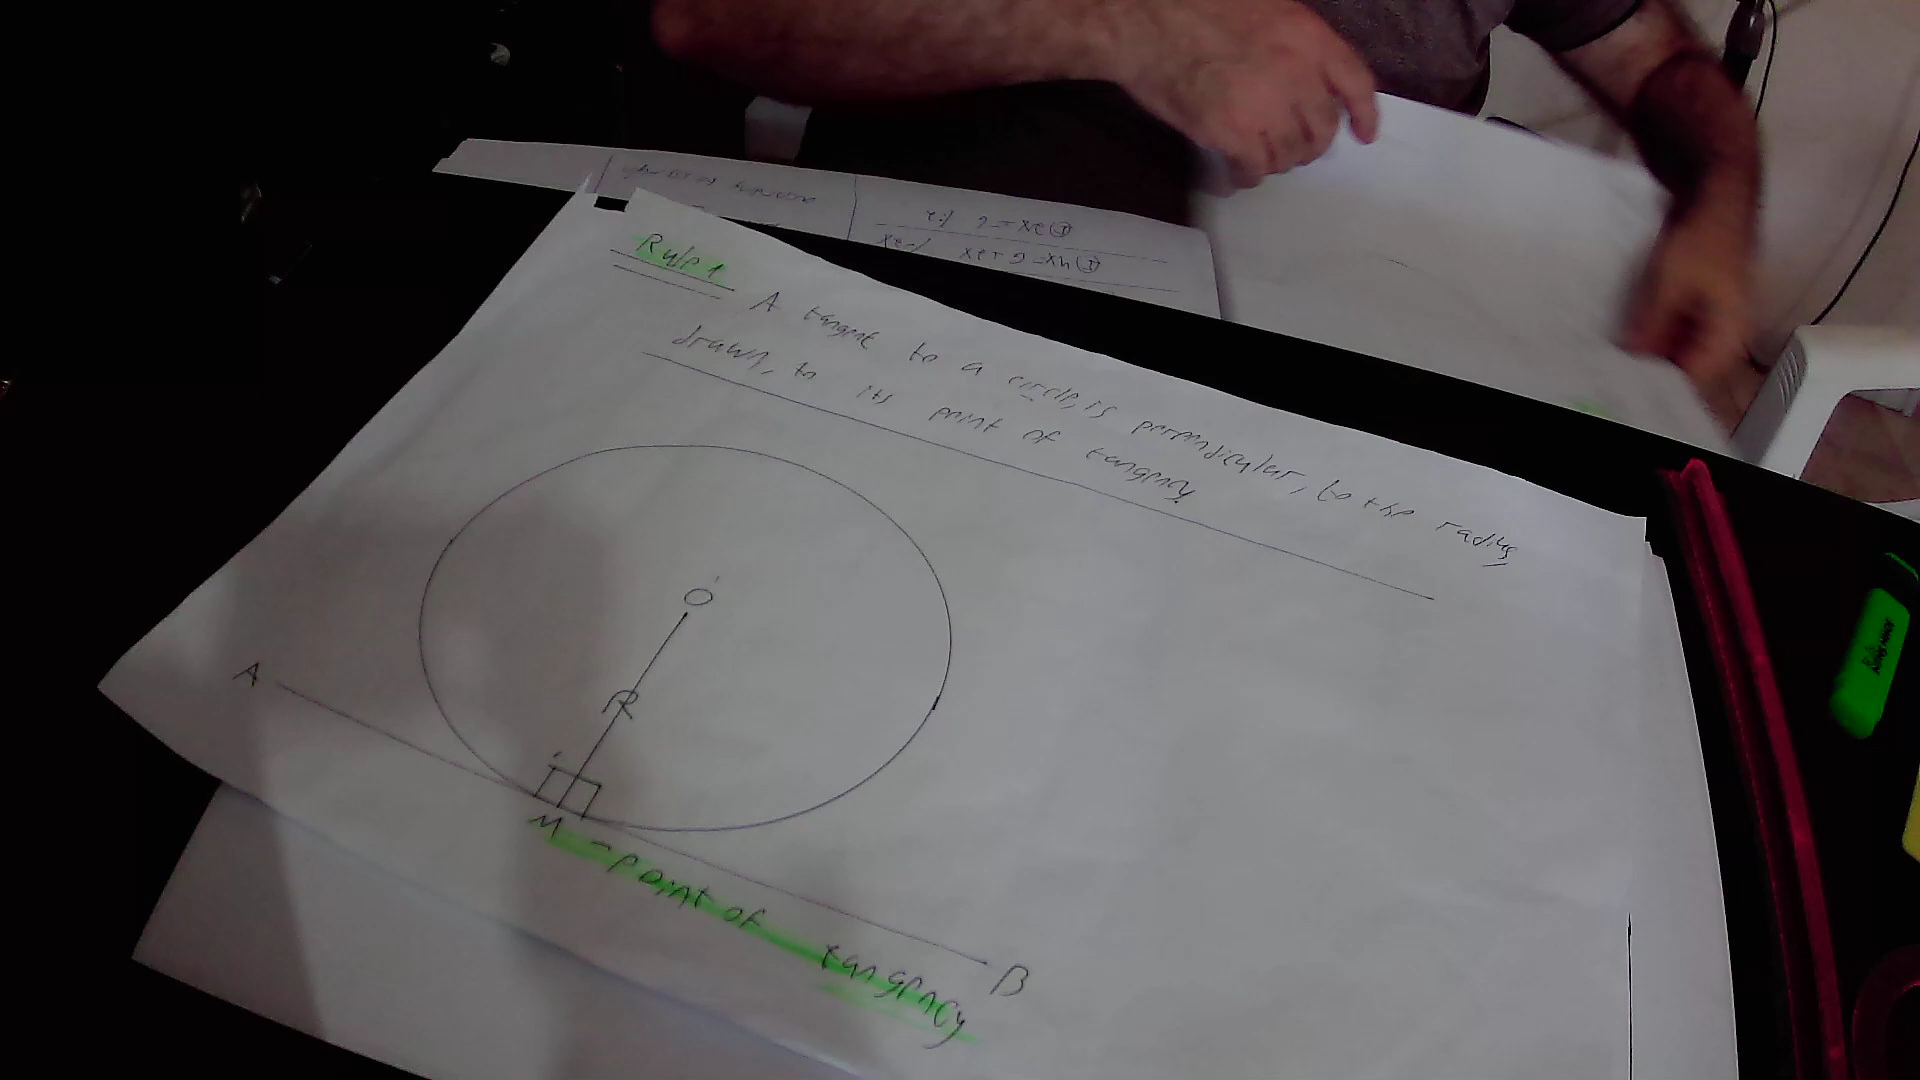 Rule 1
A tangent to a circle, is perpendicular, to the radius,
drawn, to its point of tangency.
O
R
A
M - point of tangency
B